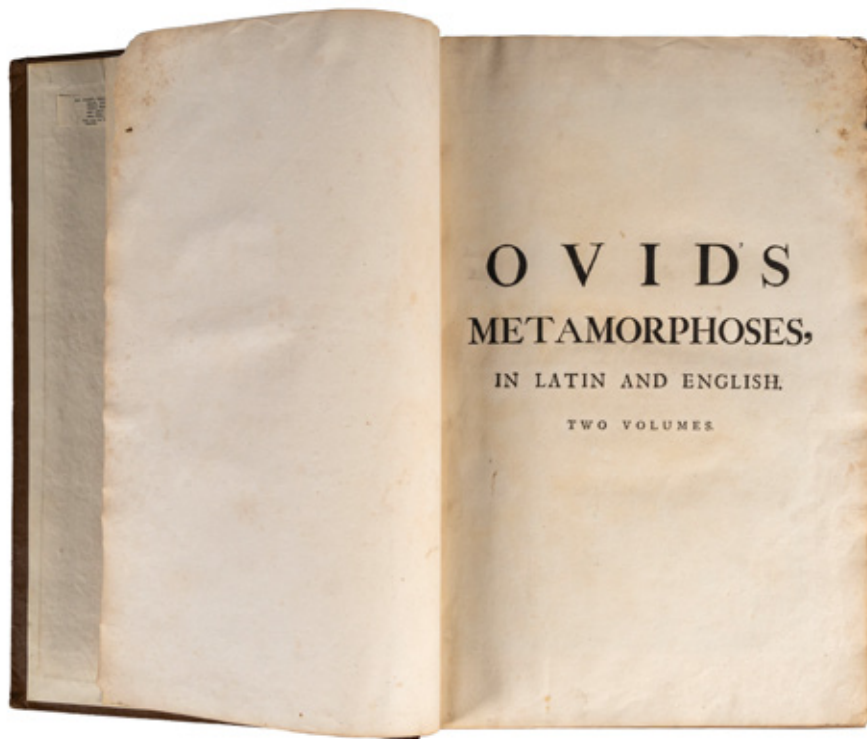 OVID'S
METAMORPHOSES,
IN LATIN AND ENGLISH.
TWO VOLUMES.